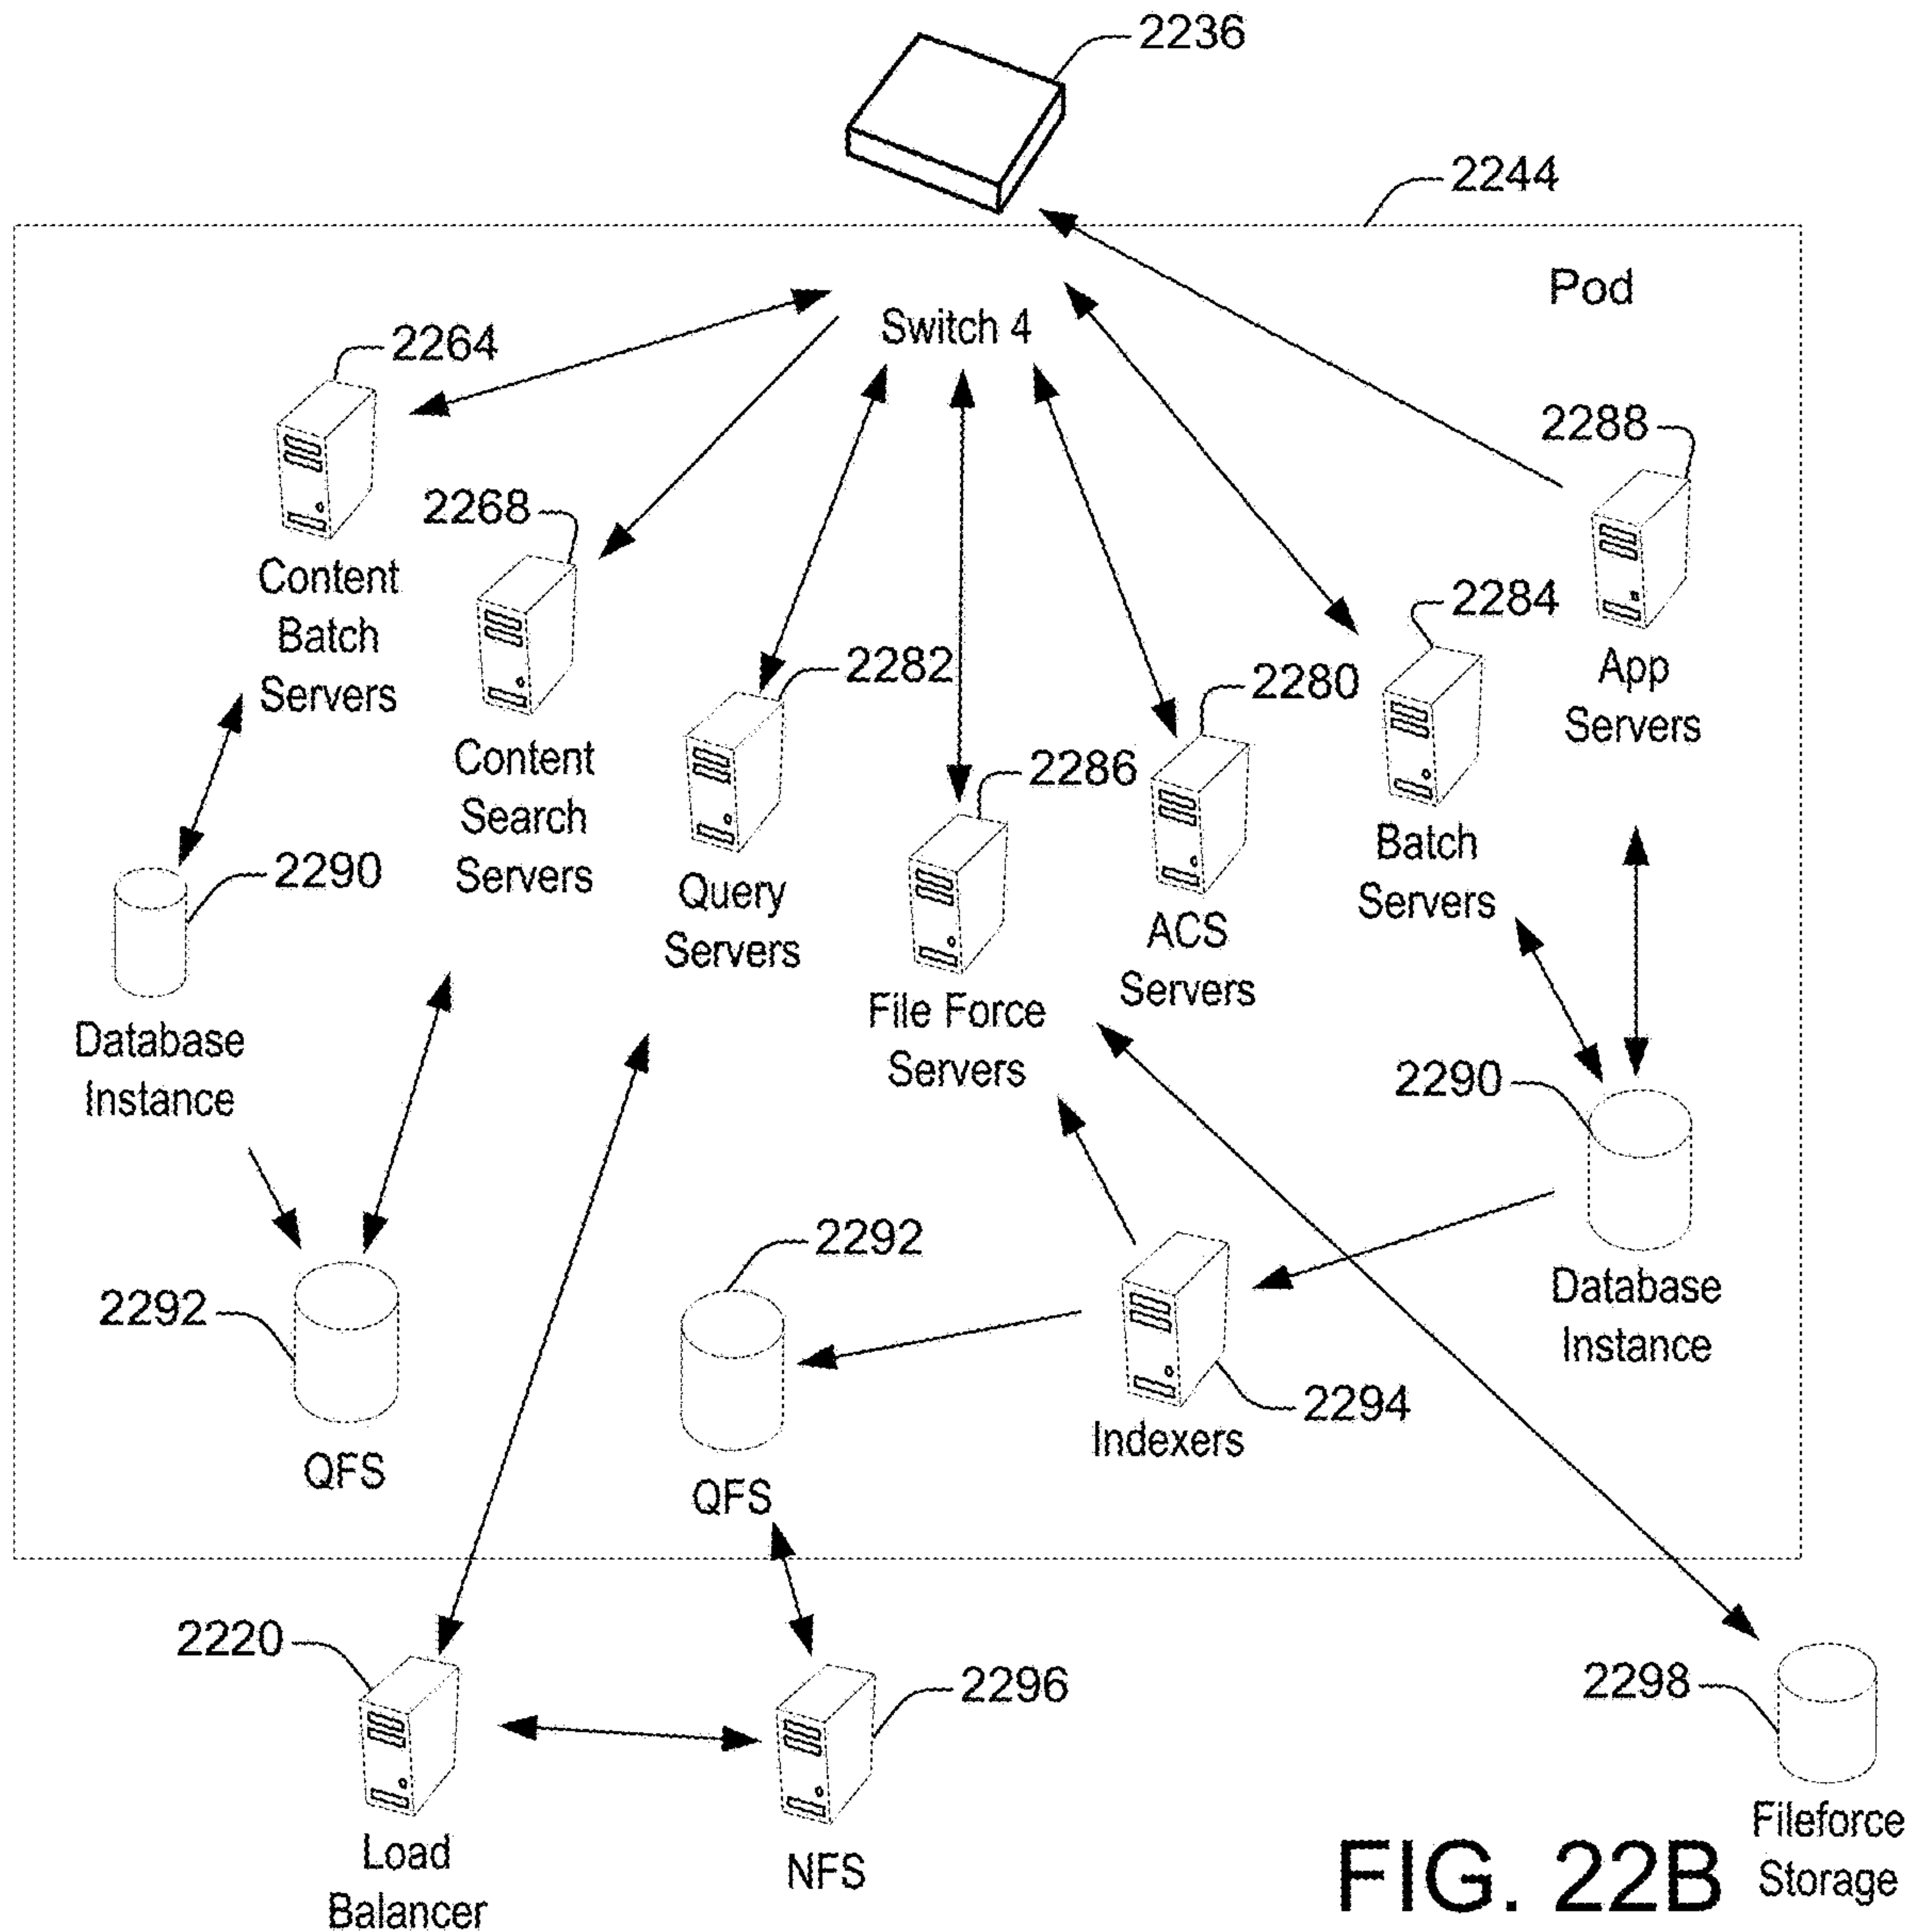 2236
2244
Pod
Switch 4
2264
Content
Batch
Servers
2268
Content
Search
Servers
2282
Query
Servers
2286
File Force
Servers
2280
ACS
Servers
2284
Batch
Servers
2288
App
Servers
2290
Database
Instance
2290
Database
Instance
2292
QFS
2292
QFS
2294
Indexers
2220
Load
Balancer
2296
NFS
2298
Fileforce
Storage
FIG. 22B